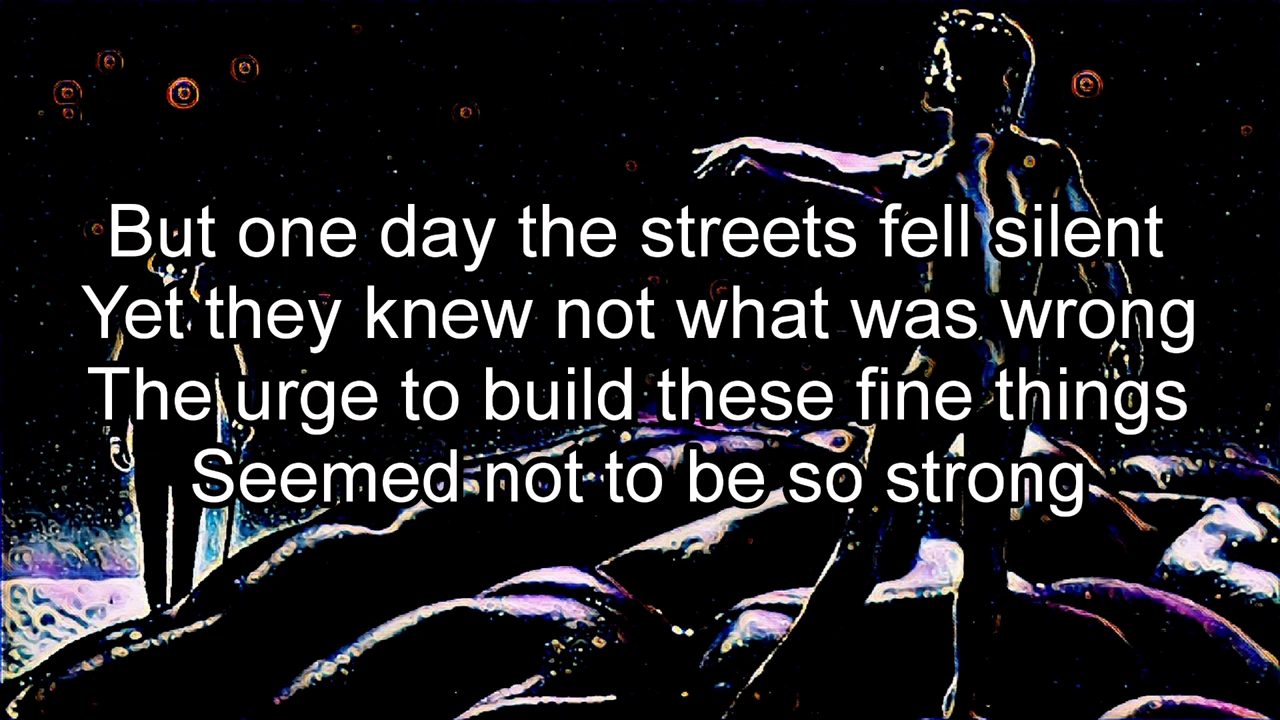 But one day the streets fell silent
Yet they knew not what was wrong
The urge to build these fine things
Seemed not to be so strong